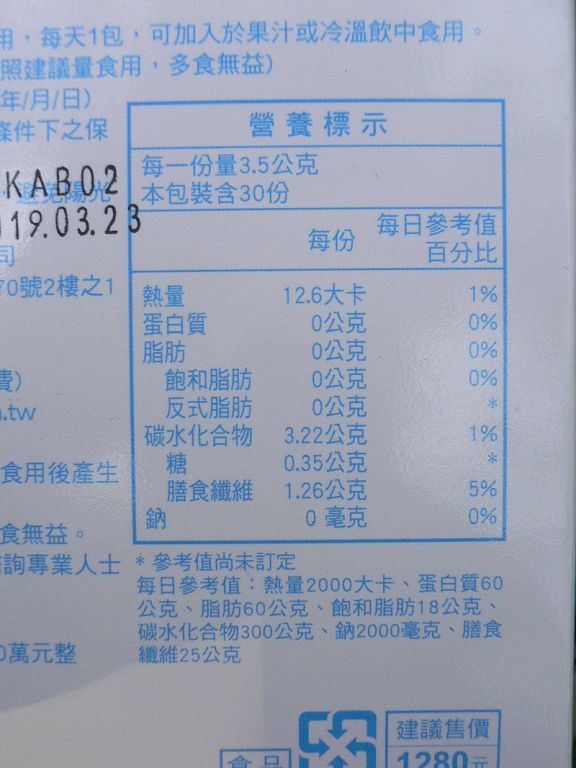 用，每天1包，可加入於果汁或冷溫飲中食用。
照建議量食用，多食無益）
年/月/日）
條件下之保
避免陽光
KAB02
19.03.23
司
70號2樓之1
費）
.tw
食用後產生
食無益。
詢專業人士
0萬元整
營養標示
每一份量3.5公克
本包裝含30份
每份 每日參考值百分比
熱量 12.6大卡 1%
蛋白質 0公克 0%
脂肪 0公克 0%
飽和脂肪 0公克 0%
反式脂肪 0公克 *
碳水化合物 3.22公克 1%
糖 0.35公克 *
膳食纖維 1.26公克 5%
鈉 0 毫克 0%
* 參考值尚未訂定
每日參考值：熱量2000大卡、蛋白質60
公克、脂肪60公克、飽和脂肪18公克、
碳水化合物300公克、鈉2000毫克、膳食
纖維25公克
食品
建議售價
1280元